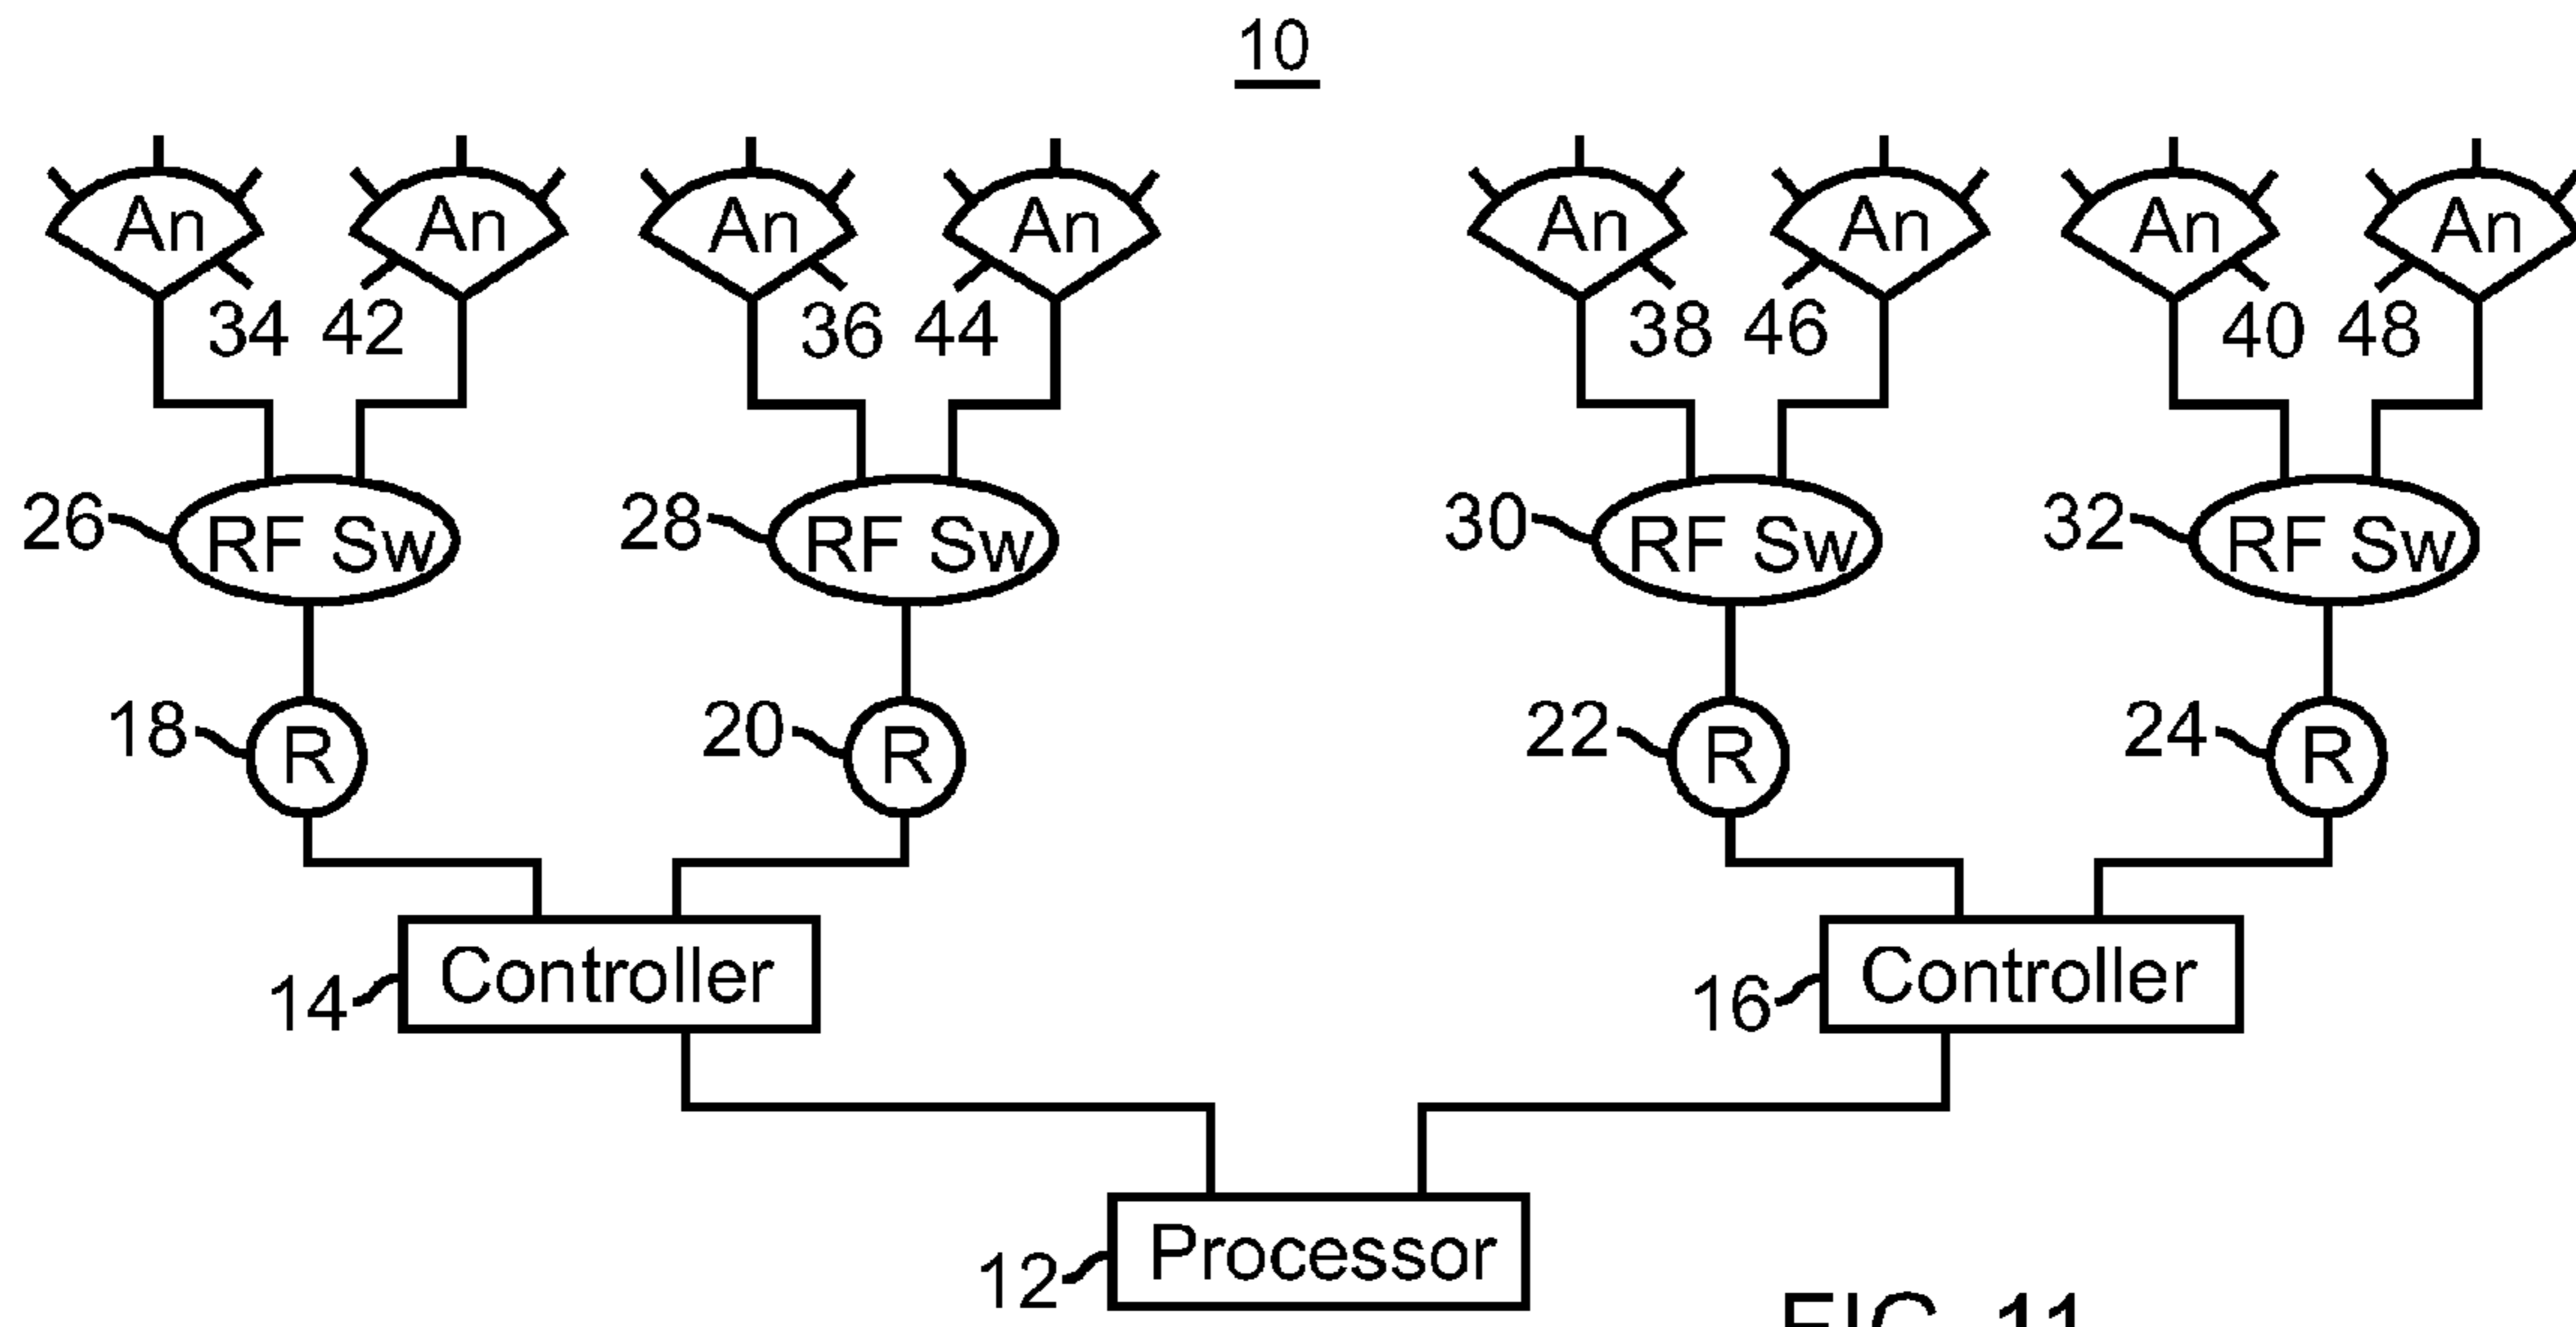 10
An An An An An An An An
34 42 36 44 38 46 40 48
26 RF Sw 28 RF Sw 30 RF Sw 32 RF Sw
18 R 20 R 22 R 24 R
14 Controller 16 Controller
12 Processor
FIG. 11